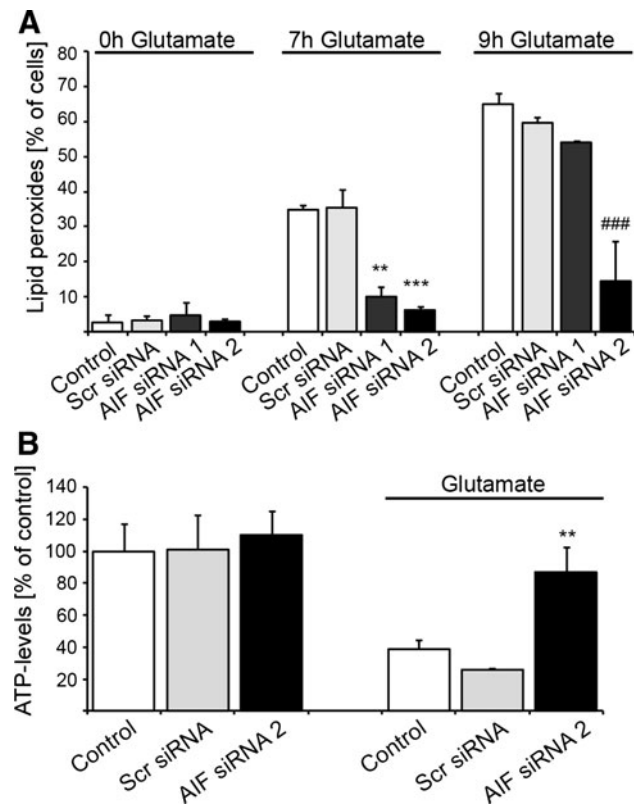 A
0h Glutamate 7h Glutamate 9h Glutamate
Lipid peroxides [% of cells]
80
70
60
50
40
30
20
10
** *** ###
Control Scr siRNA AIF siRNA 1 AIF siRNA 2 Control Scr siRNA AIF siRNA 1 AIF siRNA 2 Control Scr siRNA AIF siRNA 1 AIF siRNA 2
B
Glutamate
ATP-levels [% of control]
140
120
100
80
60
40
20
**
Control Scr siRNA AIF siRNA 2 Control Scr siRNA AIF siRNA 2